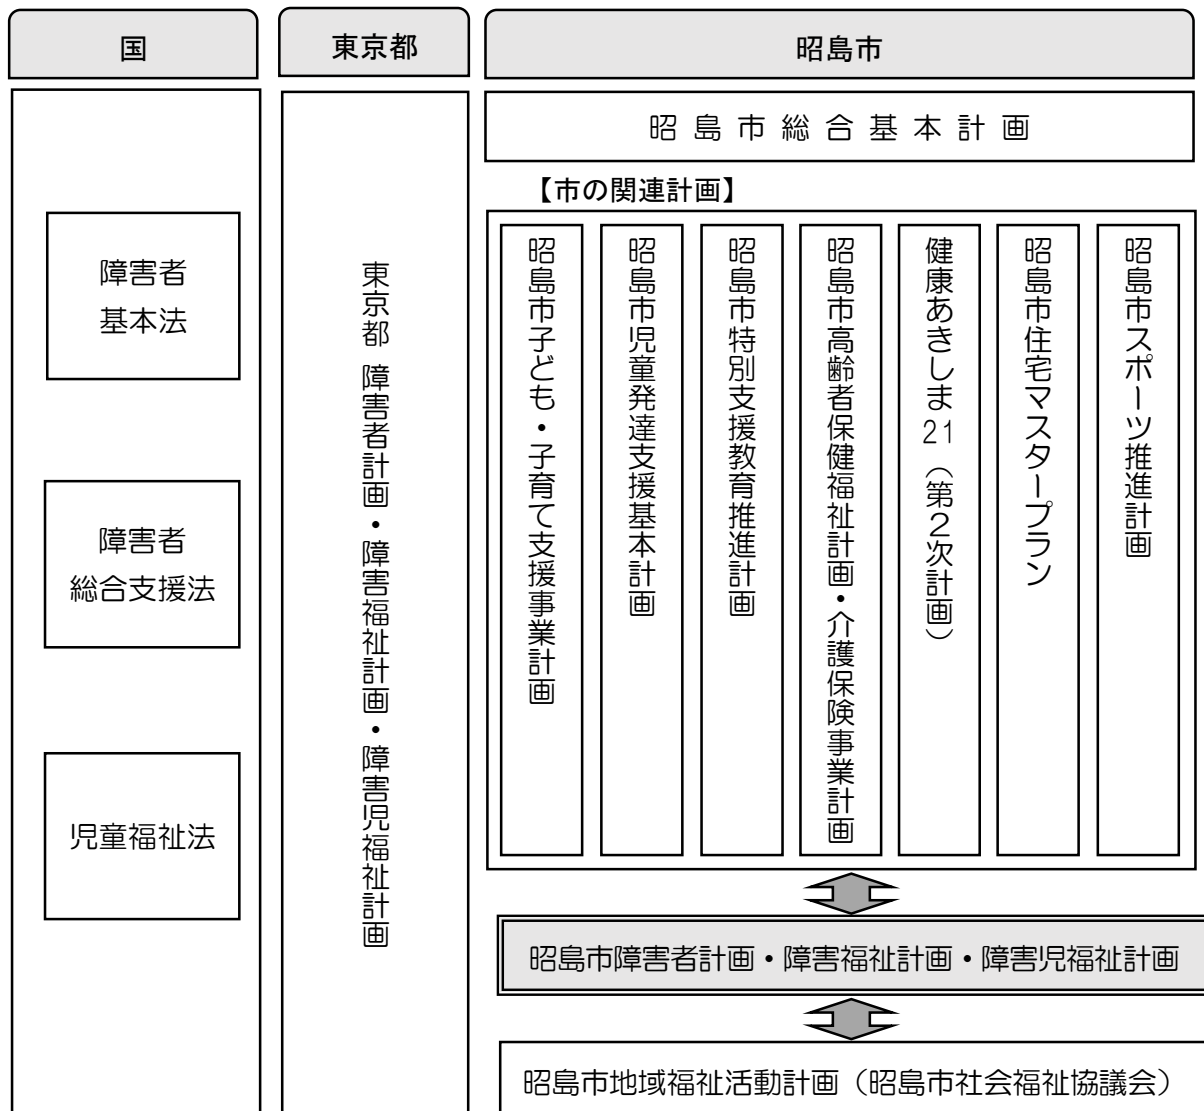 国
東京都
昭島市
障害者
基本法
障害者
総合支援法
児童福祉法
東京都 障害者計画・障害福祉計画・障害児福祉計画
昭島市総合基本計画
【市の関連計画】
昭島市子ども・子育て支援事業計画
昭島市児童発達支援基本計画
昭島市特別支援教育推進計画
昭島市高齢者保健福祉計画・介護保険事業計画
健康あきしま21(第2次計画)
昭島市住宅マスタープラン
昭島市スポーツ推進計画
昭島市障害者計画・障害福祉計画・障害児福祉計画
昭島市地域福祉活動計画(昭島市社会福祉協議会)